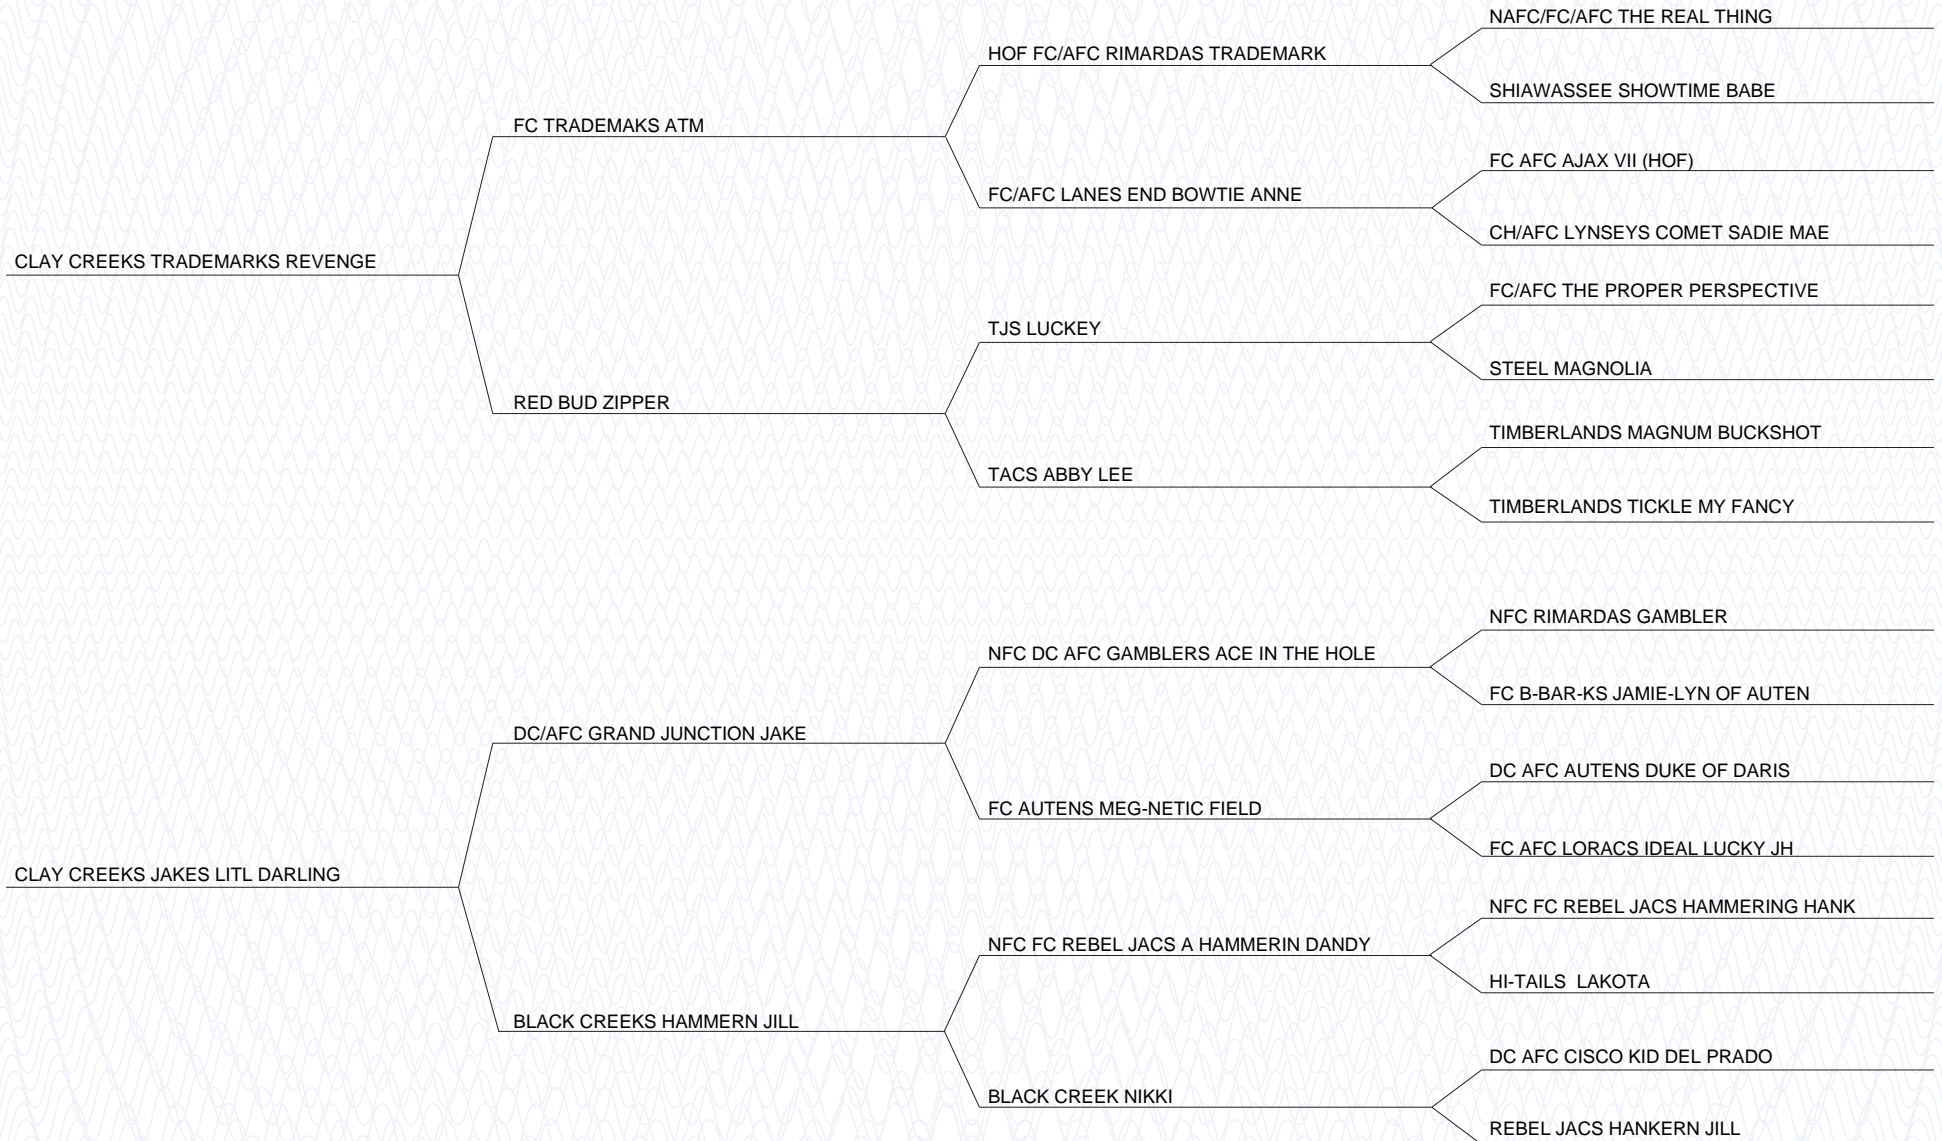 NAFC/FC/AFC THE REAL THING
HOF FC/AFC RIMARDAS TRADEMARK
SHIAWASSEE SHOWTIME BABE
FC TRADEMAKS ATM
FC AFC AJAX VII (HOF)
FC/AFC LANES END BOWTIE ANNE
CH/AFC LYNSEYS COMET SADIE MAE
CLAY CREEKS TRADEMARKS REVENGE
FC/AFC THE PROPER PERSPECTIVE
TJS LUCKEY
STEEL MAGNOLIA
RED BUD ZIPPER
TIMBERLANDS MAGNUM BUCKSHOT
TACS ABBY LEE
TIMBERLANDS TICKLE MY FANCY
NFC RIMARDAS GAMBLER
NFC DC AFC GAMBLERS ACE IN THE HOLE
FC B-BAR-KS JAMIE-LYN OF AUTEN
DC/AFC GRAND JUNCTION JAKE
DC AFC AUTENS DUKE OF DARIS
FC AUTENS MEG-NETIC FIELD
FC AFC LORACS IDEAL LUCKY JH
CLAY CREEKS JAKES LITL DARLING
NFC FC REBEL JACS HAMMERING HANK
NFC FC REBEL JACS A HAMMERIN DANDY
HI-TAILS  LAKOTA
BLACK CREEKS HAMMERN JILL
DC AFC CISCO KID DEL PRADO
BLACK CREEK NIKKI
REBEL JACS HANKERN JILL